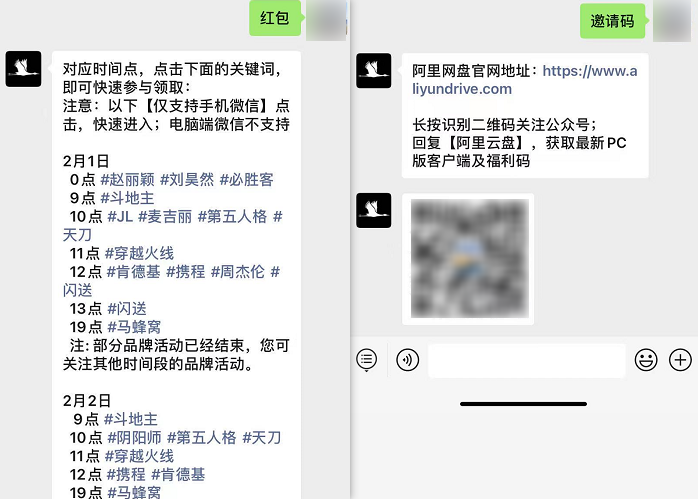 红包
对应时间点，点击下面的关键词，
即可快速参与领取：
注意：以下【仅支持手机微信】点
击，快速进入；电脑端微信不支持
2月1日
0点 #赵丽颖 #刘昊然 #必胜客
9点 #斗地主
10点 #JL #麦吉丽 #第五人格 #
天刀
11点 #穿越火线
12点 #肯德基 #携程 #周杰伦 #
闪送
13点 #闪送
19点 #马蜂窝
注:部分品牌活动已经结束，您可
关注其他时间段的品牌活动。
2月2日
9点 #斗地主
10点 #阴阳师 #第五人格 #天刀
11点 #穿越火线
12点 #携程 #肯德基
19点 #马蜂窝
邀请码
阿里网盘官网地址：https://www.a
liyundrive.com
长按识别二维码关注公众号；
回复【阿里云盘】，获取最新PC
版客户端及福利码